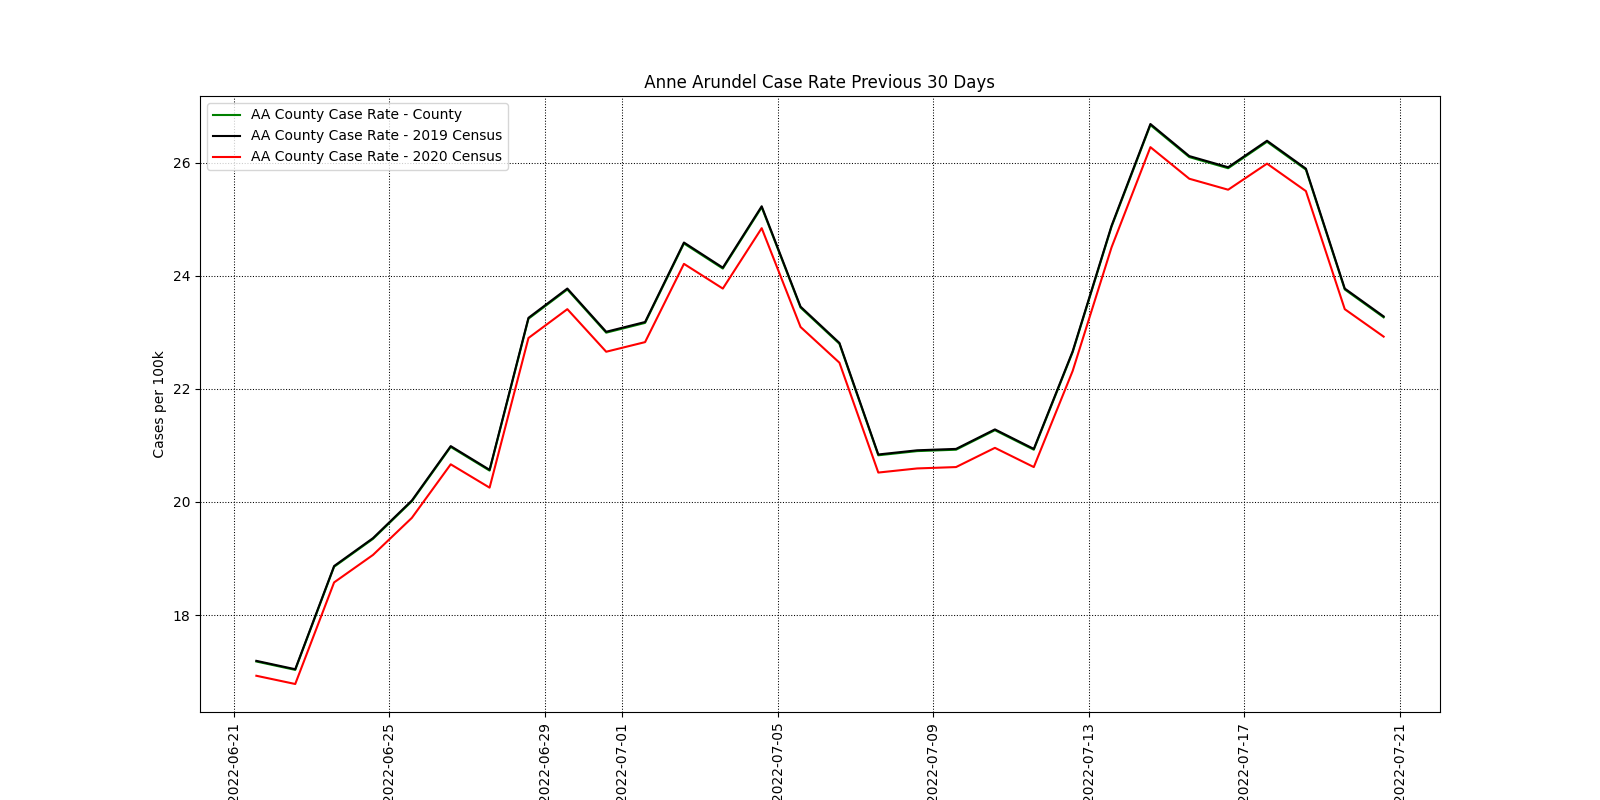 Anne Arundel Case Rate Previous 30 Days
AA County Case Rate - County
AA County Case Rate - 2019 Census
AA County Case Rate - 2020 Census
Cases per 100k
26
24
22
20
18
2022-06-21
2022-06-25
2022-06-29
2022-07-01
2022-07-05
2022-07-09
2022-07-13
2022-07-17
2022-07-21